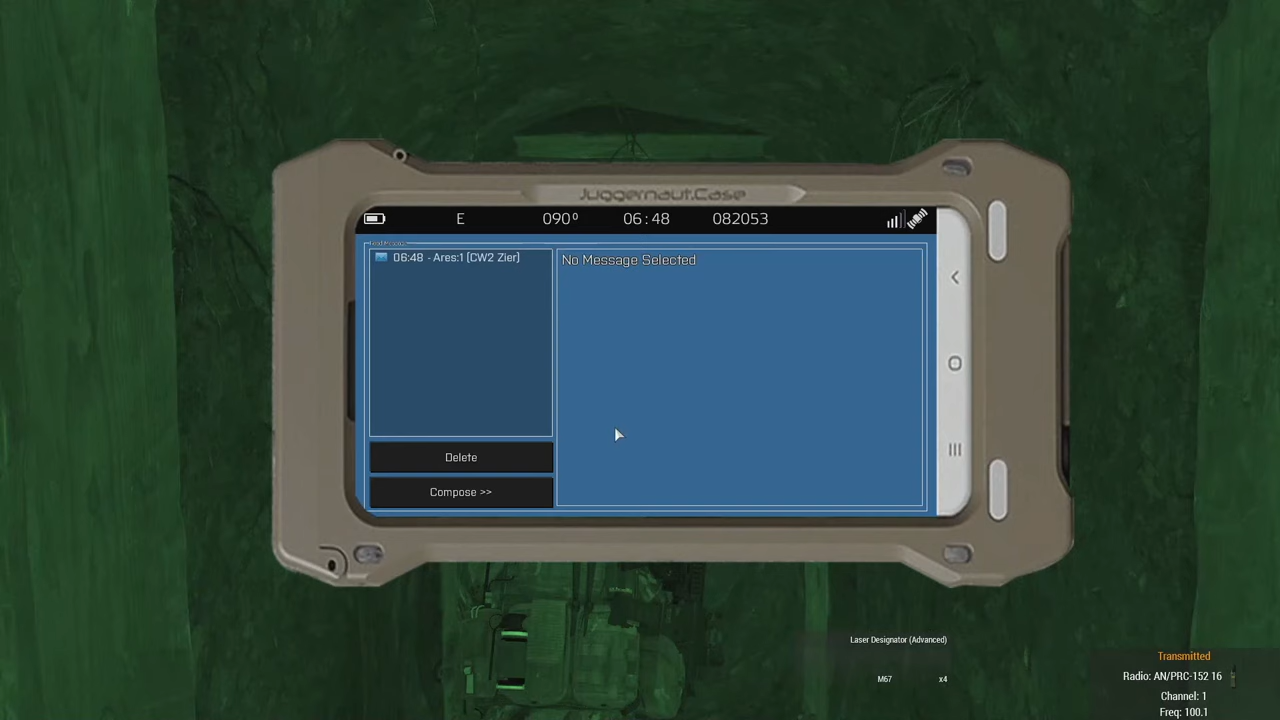 Juggernaut.Case
E 090º 06:48 082053
06:48 - Ares:1 [CW2 Zier]
No Message Selected
Delete
Compose >>
Laser Designator (Advanced)
M67 x4
Transmitted
Radio: AN/PRC-152 16
Channel: 1
Freq: 100.1